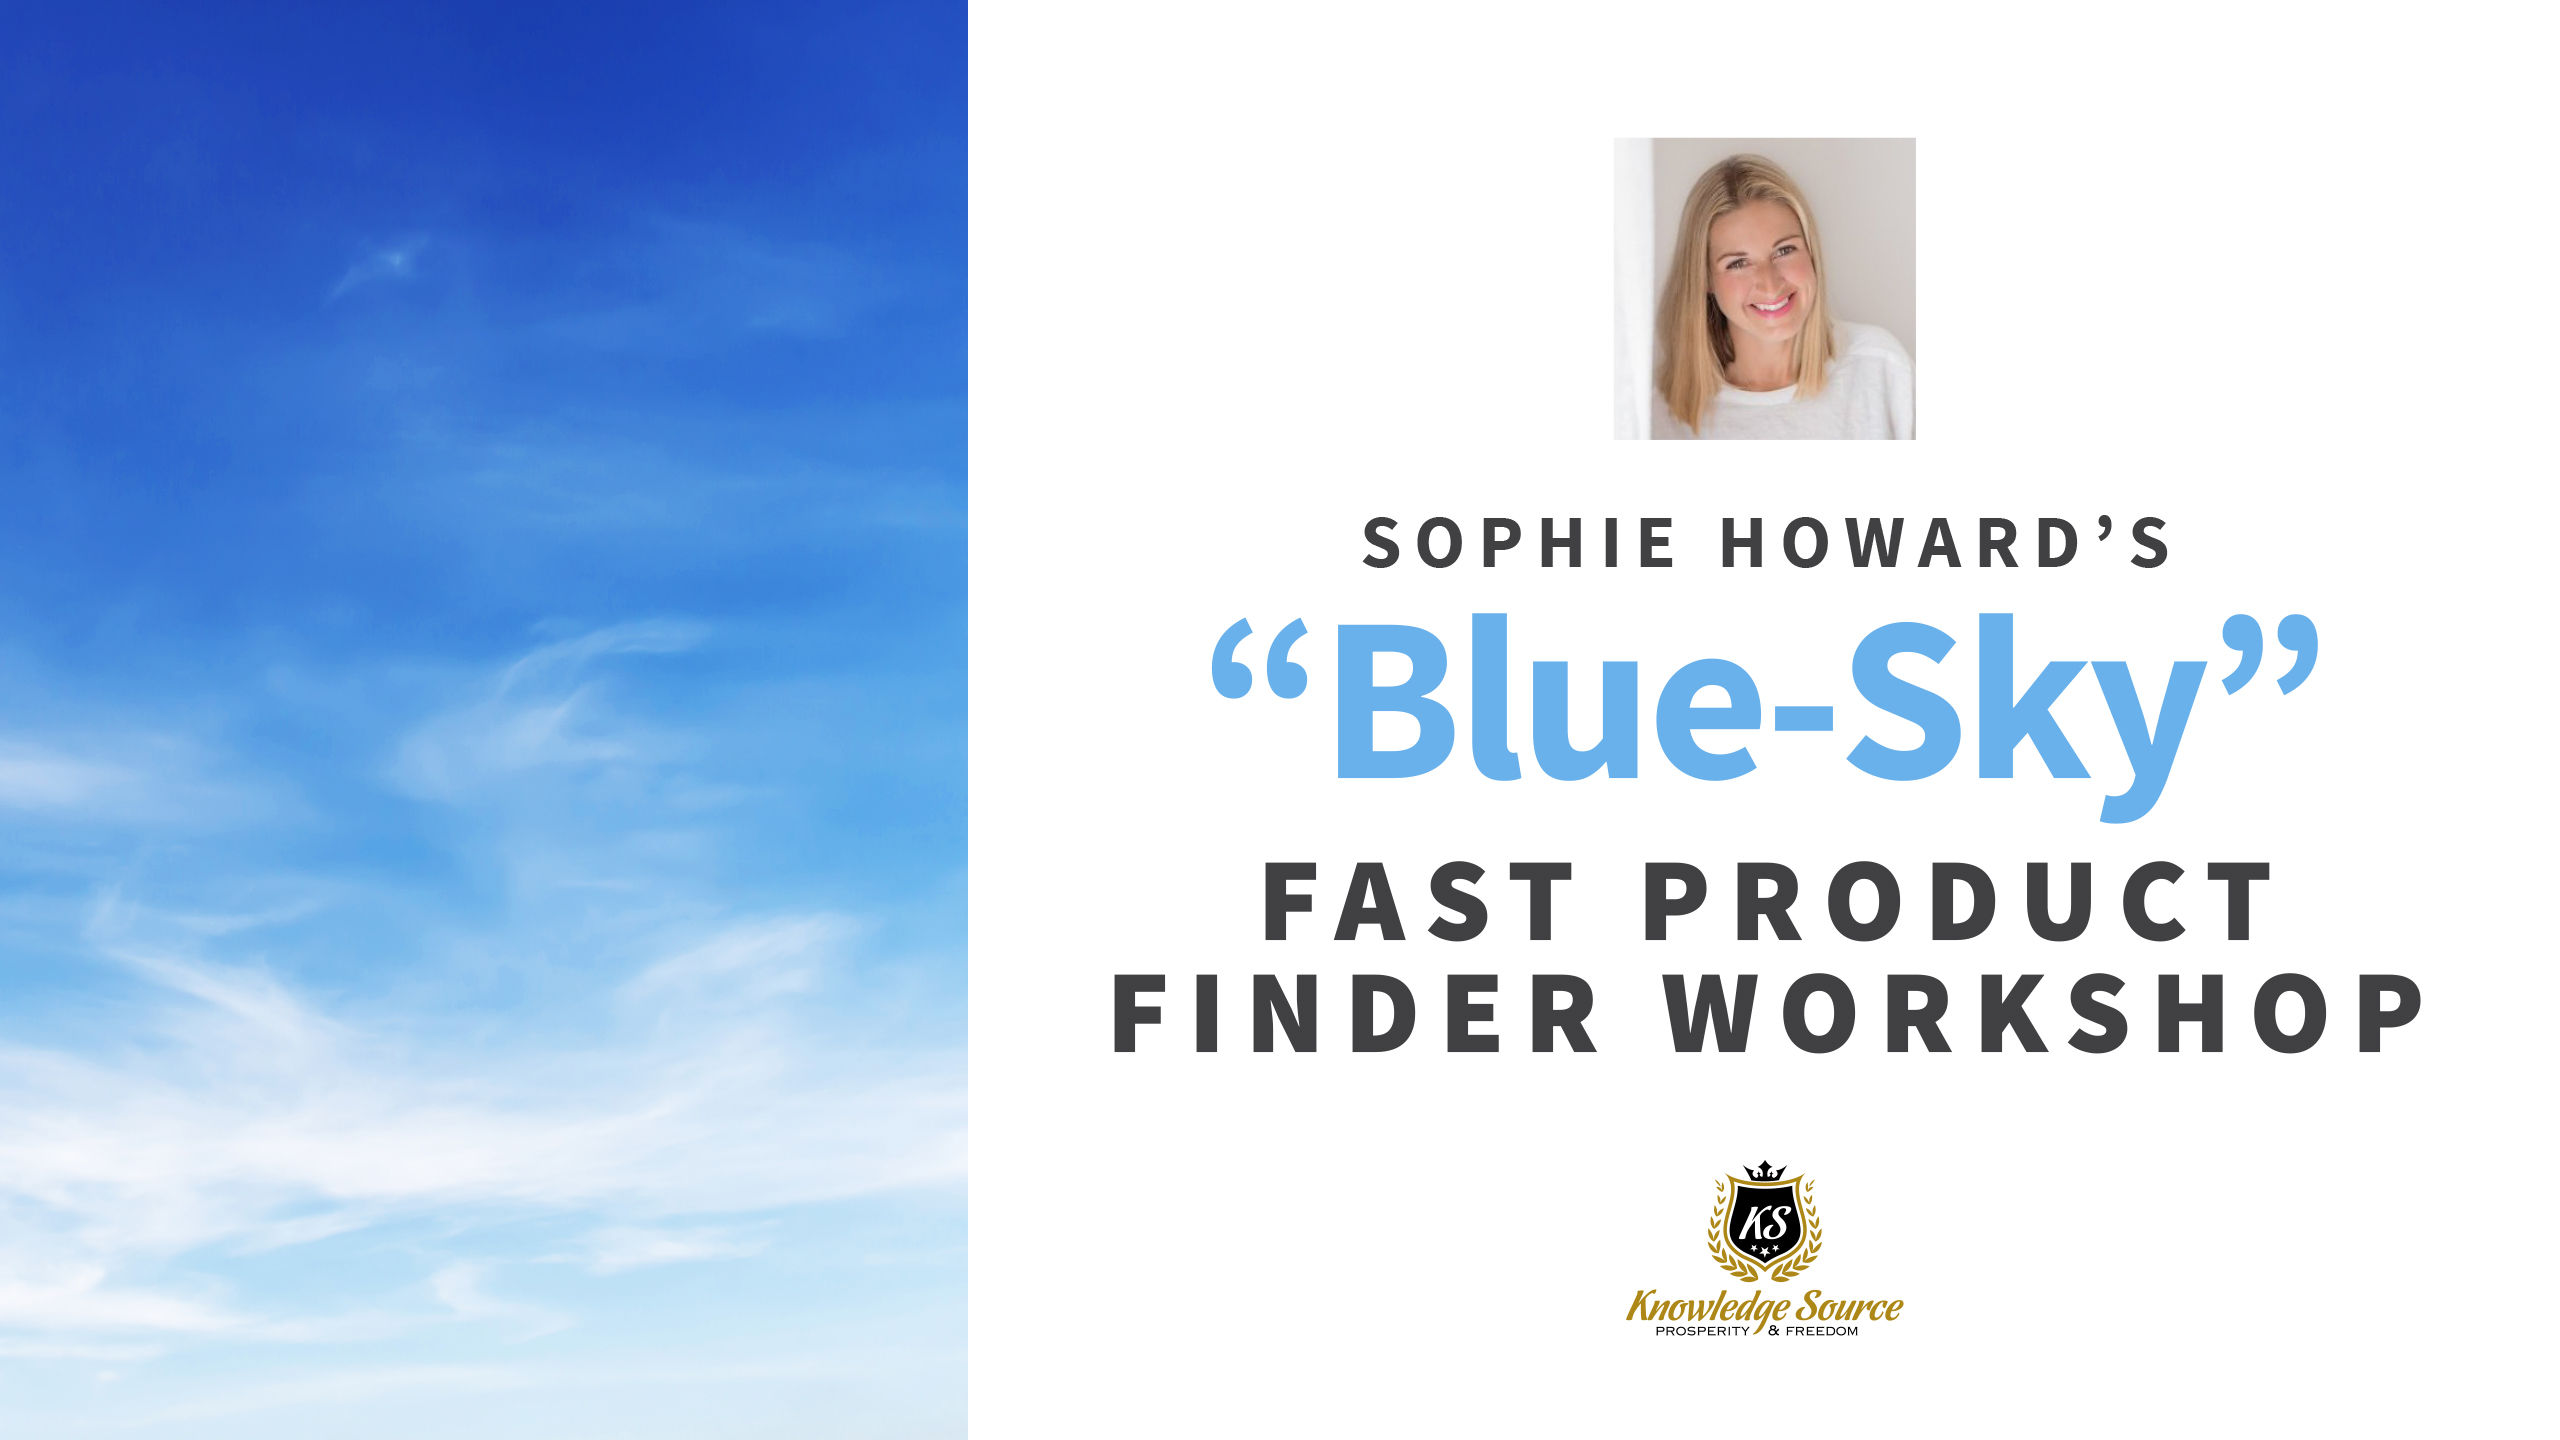 SOPHIE HOWARD’S
“Blue-Sky”
FAST PRODUCT
FINDER WORKSHOP
KS
Knowledge Source
PROSPERITY & FREEDOM